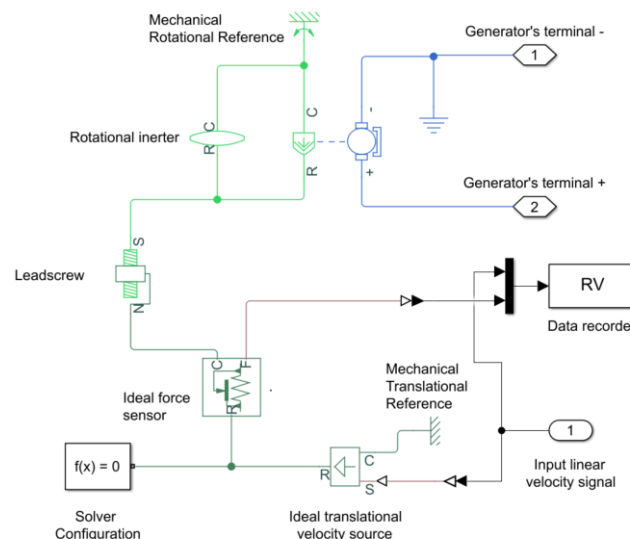 Mechanical
Rotational Reference
Generator's terminal -
1
C
-
Rotational inerter
C
R
R
+
Generator's terminal +
2
S
Leadscrew
N
RV
Data recorde
C
F
Mechanical
Translational
Reference
Ideal force
sensor
R
f(x) = 0
R
C
S
1
Input linear
velocity signal
Solver
Configuration
Ideal translational
velocity source